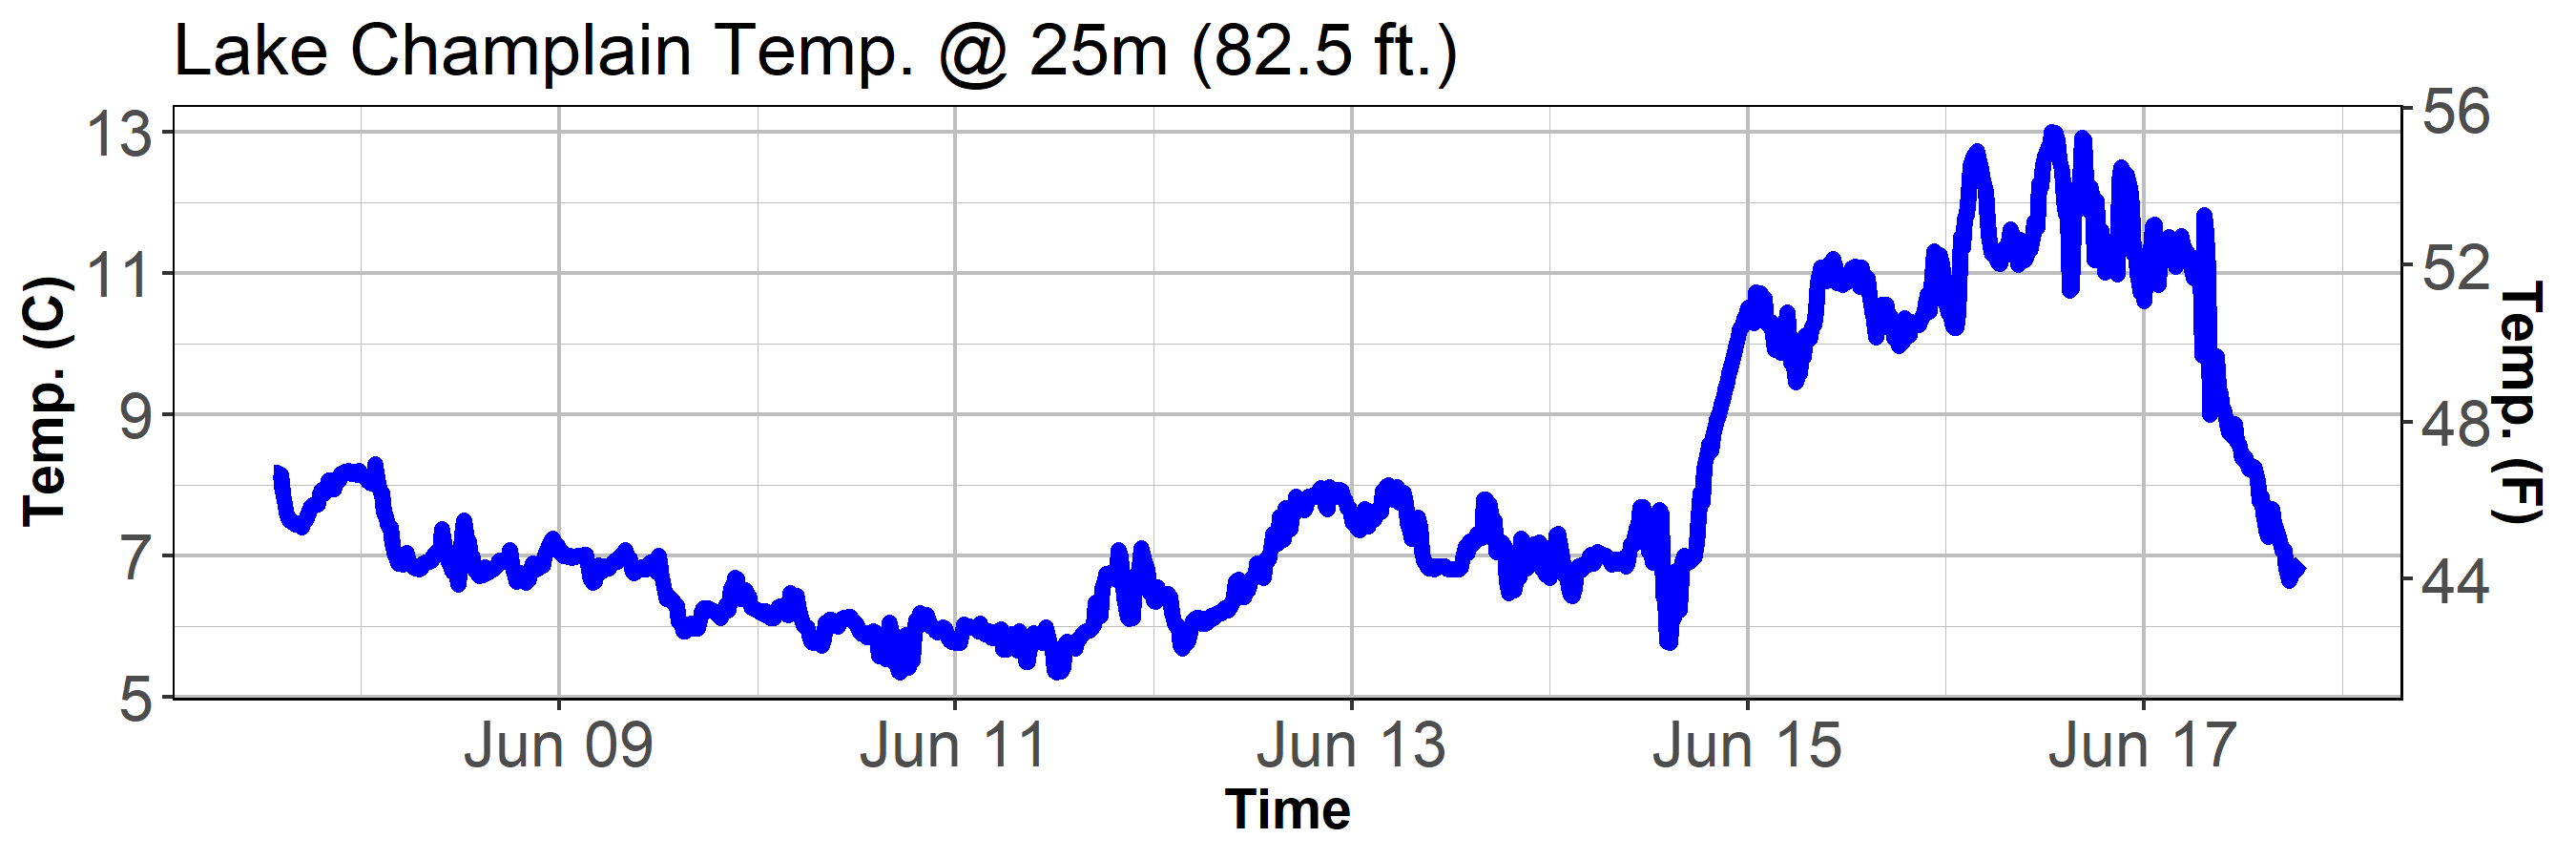 Lake Champlain Temp. @ 25m (82.5 ft.)
13
11
9
7
5
Temp. (C)
56
52
48
44
Temp. (F)
Jun 09
Jun 11
Jun 13
Jun 15
Jun 17
Time